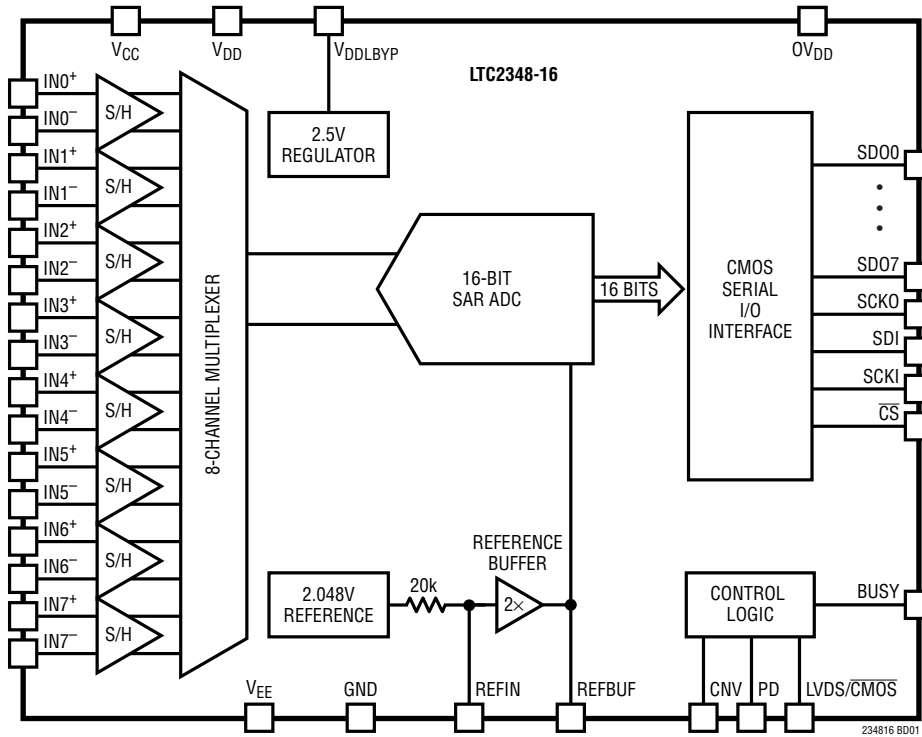 VCC
VDD
VDDLBYP
OVDD
LTC2348-16
IN0+
IN0–
IN1+
IN1–
IN2+
IN2–
IN3+
IN3–
IN4+
IN4–
IN5+
IN5–
IN6+
IN6–
IN7+
IN7–
S/H
S/H
S/H
S/H
S/H
S/H
S/H
S/H
8-CHANNEL MULTIPLEXER
2.5V
REGULATOR
16-BIT
SAR ADC
16 BITS
CMOS
SERIAL
I/O
INTERFACE
SDO0
•
•
•
SDO7
SCKO
SDI
SCKI
CS
2.048V
REFERENCE
20k
REFERENCE
BUFFER
2×
CONTROL
LOGIC
BUSY
VEE
GND
REFIN
REFBUF
CNV
PD
LVDS/CMOS
234816 BD01